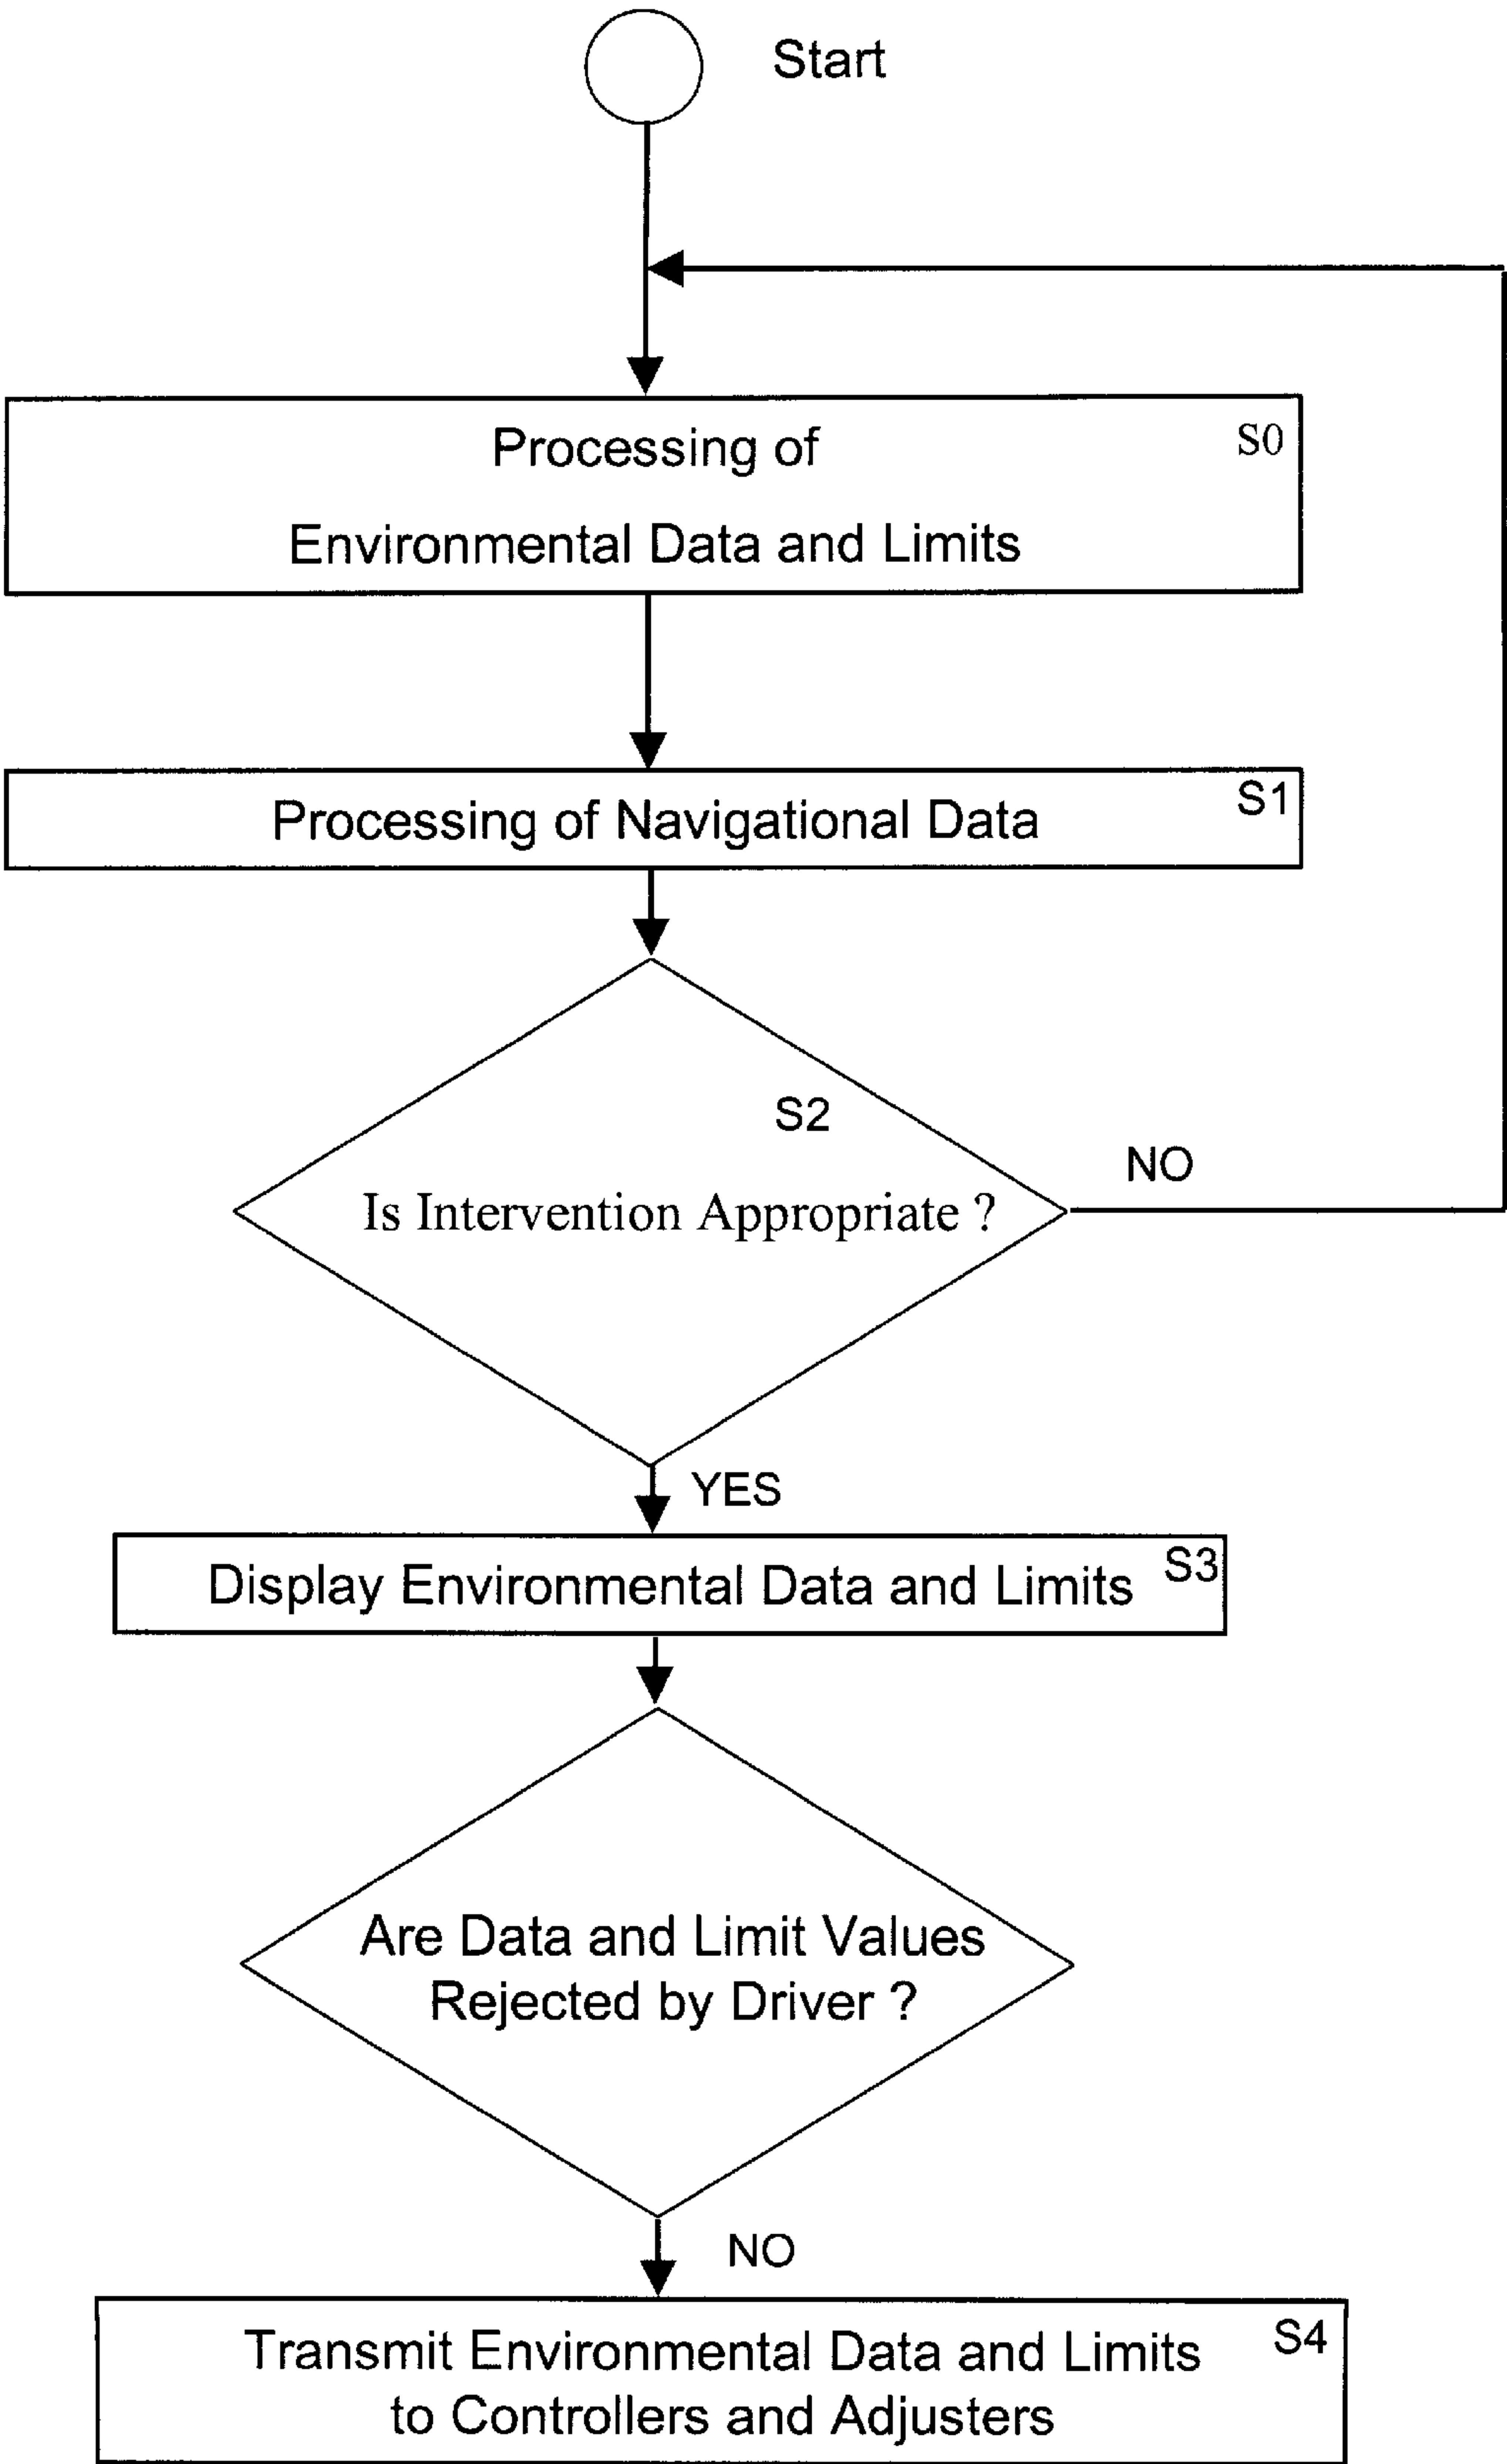 Start
Processing of
S0
Environmental Data and Limits
Processing of Navigational Data
S1
S2
NO
Is Intervention Appropriate ?
YES
Display Environmental Data and Limits
S3
Are Data and Limit Values
Rejected by Driver ?
NO
Transmit Environmental Data and Limits
S4
to Controllers and Adjusters